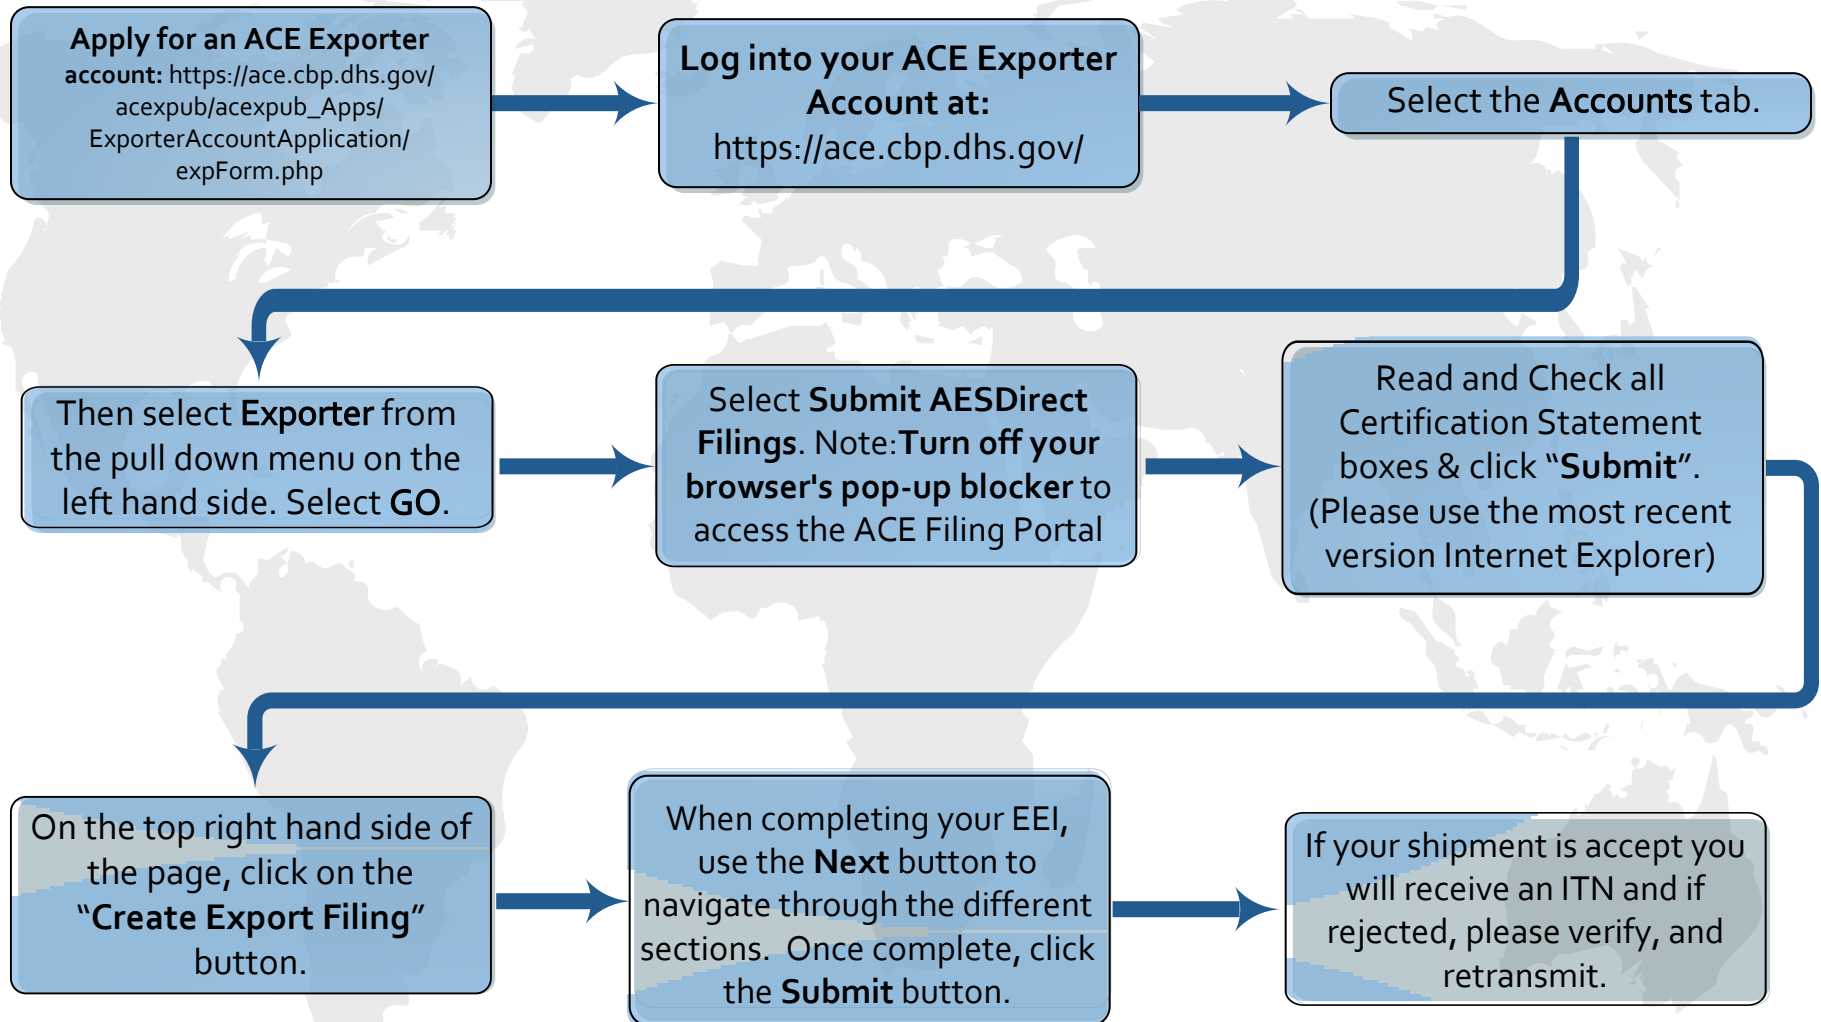 Apply for an ACE Exporter
account: https://ace.cbp.dhs.gov/
acexpub/acexpub_Apps/
ExporterAccountApplication/
expForm.php
Log into your ACE Exporter
Account at:
https://ace.cbp.dhs.gov/
Select the Accounts tab.
Then select Exporter from
the pull down menu on the
left hand side. Select GO.
Select Submit AESDirect
Filings. Note:Turn off your
browser's pop-up blocker to
access the ACE Filing Portal
Read and Check all
Certification Statement
boxes & click “Submit”.
(Please use the most recent
version Internet Explorer)
On the top right hand side of
the page, click on the
“Create Export Filing”
button.
When completing your EEI,
use the Next button to
navigate through the different
sections. Once complete, click
the Submit button.
If your shipment is accept you
will receive an ITN and if
rejected, please verify, and
retransmit.